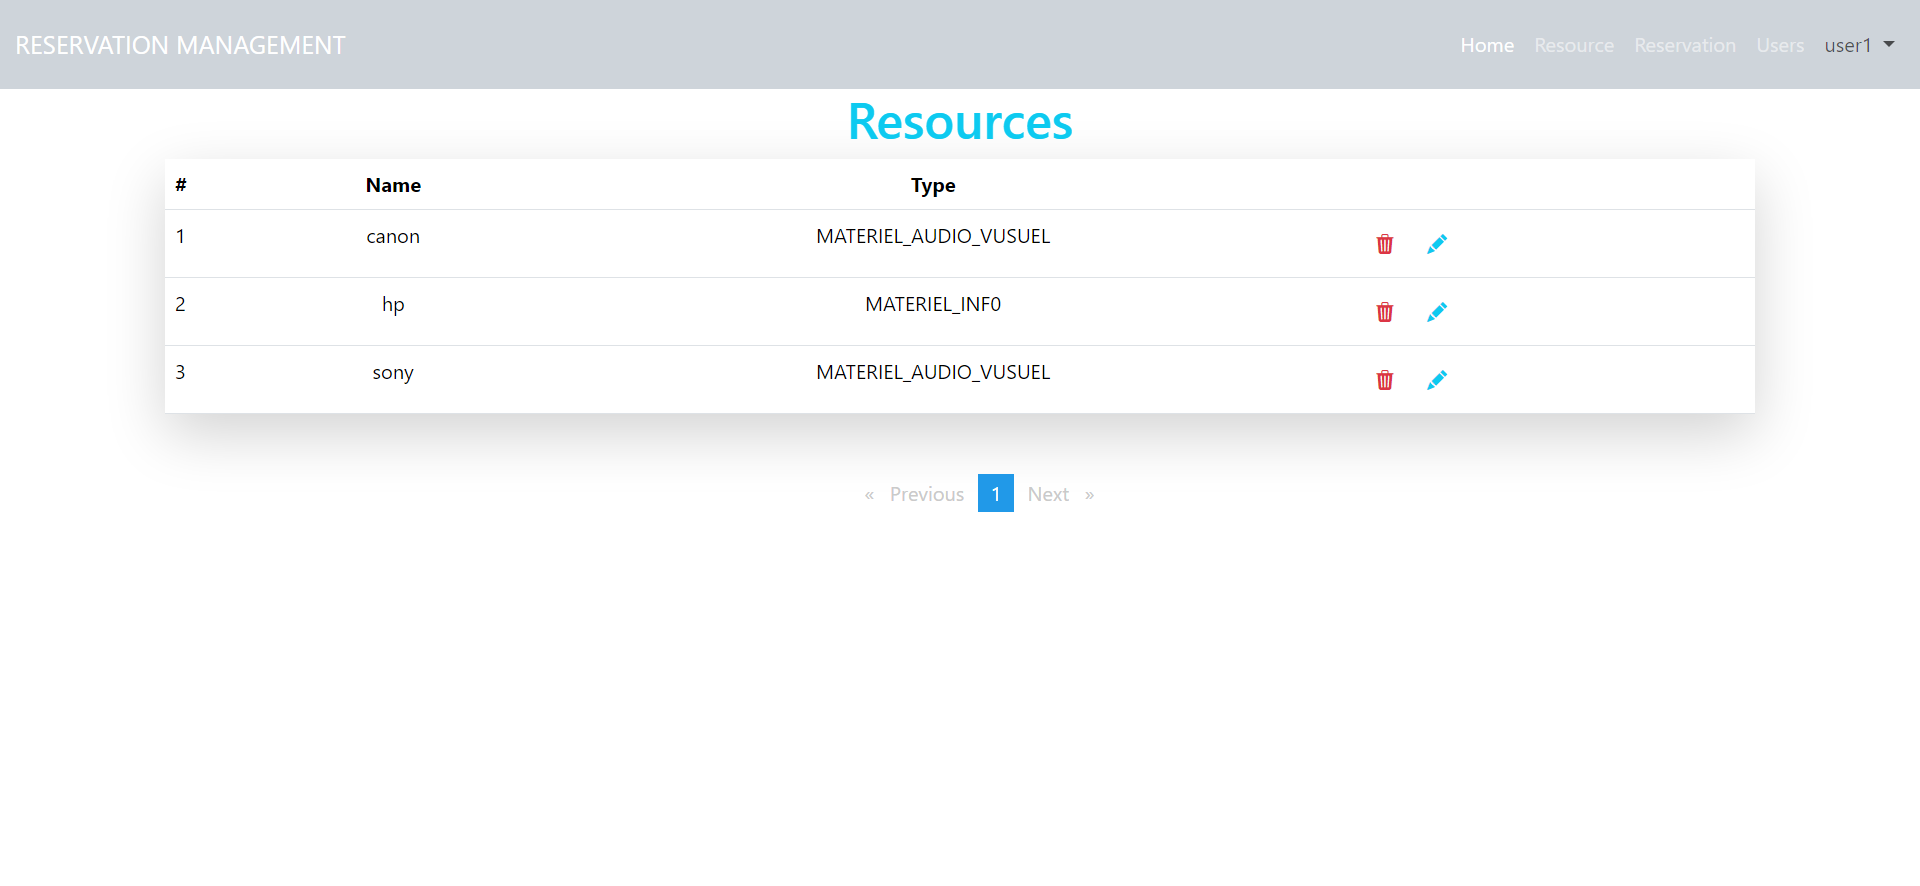 RESERVATION MANAGEMENT Home Resource Reservation Users user1
Resources
# Name Type
1 canon MATERIEL_AUDIO_VUSUEL
2 hp MATERIEL_INF0
3 sony MATERIEL_AUDIO_VUSUEL
« Previous 1 Next »